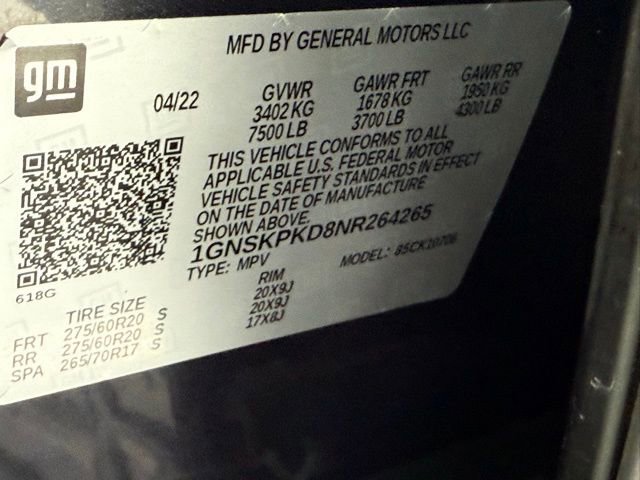 gm
MFD BY GENERAL MOTORS LLC
04/22
GVWR GAWR FRT GAWR RR
3402 KG 1678 KG 1950 KG
7500 LB 3700 LB 4300 LB
THIS VEHICLE CONFORMS TO ALL
APPLICABLE U.S. FEDERAL MOTOR
VEHICLE SAFETY STANDARDS IN EFFECT
ON THE DATE OF MANUFACTURE
SHOWN ABOVE.
1GNSKPKD8NR264265
TYPE: MPV MODEL: 85CK10706
618G
TIRE SIZE RIM
FRT 275/60R20 S 20X9J
RR 275/60R20 S 20X9J
SPA 265/70R17 S 17X8J